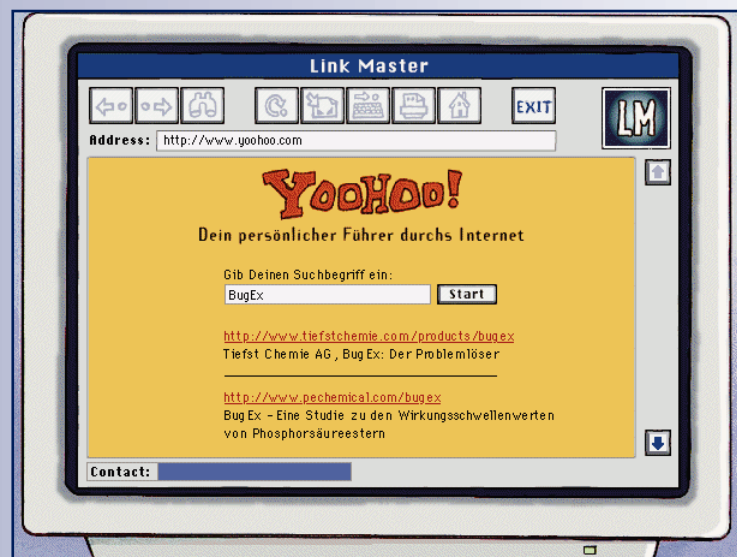 Link Master
EXIT
LM
Address: http://www.yoohoo.com
YOOHOO!
Dein persönlicher Führer durchs Internet
Gib Deinen Suchbegriff ein:
BugEx Start
http://www.tiefstchemie.com/products/bugex
Tiefst Chemie AG, BugEx: Der Problemlöser
http://www.pechemical.com/bugex
BugEx - Eine Studie zu den Wirkungsschwellenwerten
von Phosphorsäureestern
Contact: